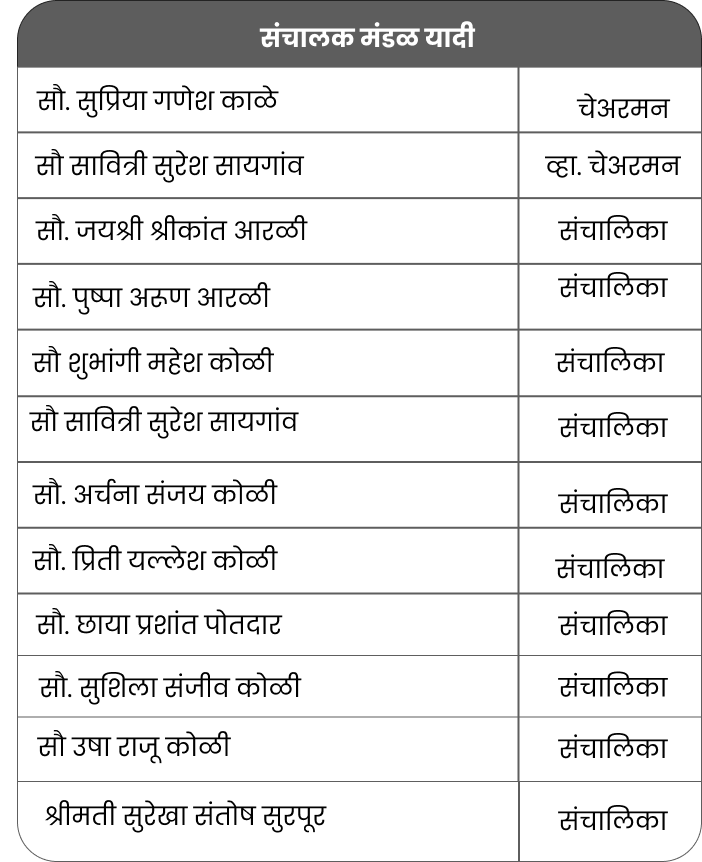 संचालक मंडळ यादी
सौ. सुप्रिया गणेश काळे चेअरमन
सौ सावित्री सुरेश सायगांव व्हा. चेअरमन
सौ. जयश्री श्रीकांत आरळी संचालिका
सौ. पुष्पा अरूण आरळी संचालिका
सौ शुभांगी महेश कोळी संचालिका
सौ सावित्री सुरेश सायगांव संचालिका
सौ. अर्चना संजय कोळी संचालिका
सौ. प्रिती यल्लेश कोळी संचालिका
सौ. छाया प्रशांत पोतदार संचालिका
सौ. सुशिला संजीव कोळी संचालिका
सौ उषा राजू कोळी संचालिका
श्रीमती सुरेखा संतोष सुरपूर संचालिका